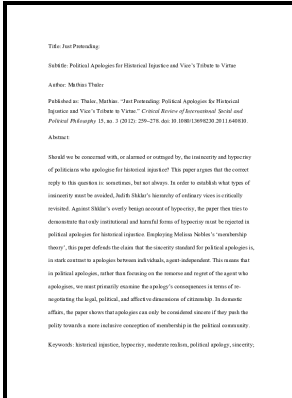 Title: Just Pretending:
Subtitle: Political Apologies for Historical Injustice and Vice's Tribute to Virtue
Author: Mathias Thaler
Published as: Thaler, Mathias. "Just Pretending: Political Apologies for Historical
Injustice and Vice's Tribute to Virtue." Critical Review of International Social and
Political Philosophy 15, no. 3 (2012): 259–278. doi:10.1080/13698230.2011.640810.
Abstract:
Should we be concerned with, or alarmed or outraged by, the insincerity and hypocrisy
of politicians who apologise for historical injustice? This paper argues that the correct
reply to this question is: sometimes, but not always. In order to establish what types of
insincerity must be avoided, Judith Shklar's hierarchy of ordinary vices is critically
revisited. Against Shklar's overly benign account of hypocrisy, the paper then tries to
demonstrate that only institutional and harmful forms of hypocrisy must be rejected in
political apologies for historical injustice. Employing Melissa Nobles's 'membership
theory', this paper defends the claim that the sincerity standard for political apologies is,
in stark contrast to apologies between individuals, agent-independent. This means that
in political apologies, rather than focusing on the remorse and regret of the agent who
apologises, we must primarily examine the apology's consequences in terms of re-
negotiating the legal, political, and affective dimensions of citizenship. In domestic
affairs, the paper shows that apologies can only be considered sincere if they push the
polity towards a more inclusive conception of membership in the political community.
Keywords: historical injustice, hypocrisy, moderate realism, political apology, sincerity;